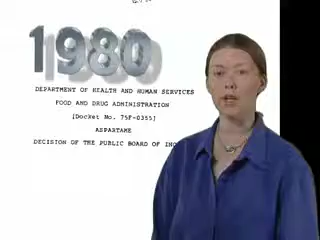 1980
DEPARTMENT OF HEALTH AND HUMAN SERVICES
FOOD AND DRUG ADMINISTRATION
[Docket No. 75F-0355]
ASPARTAME
DECISION OF THE PUBLIC BOARD OF